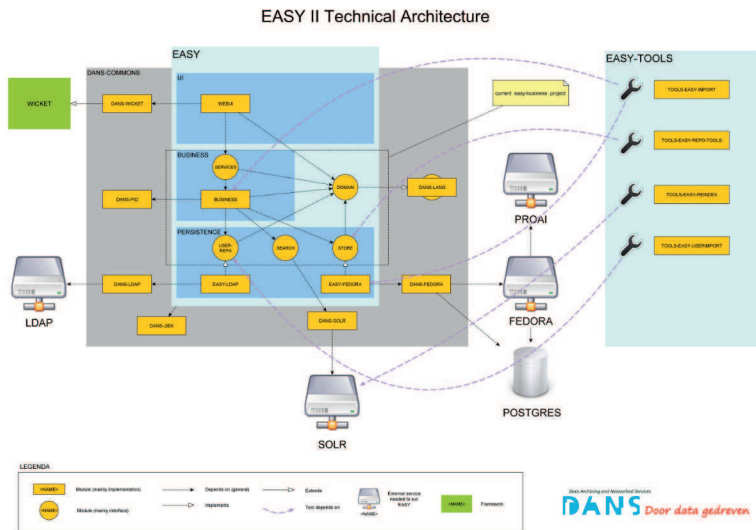 EASY II Technical Architecture
EASY
DANS-COMMONS
UI
WICKET
DANS-WICKET
WEBUI
current easy-business project
EASY-TOOLS
TOOLS-EASY-IMPORT
TOOLS-EASY-REPO-TOOLS
TOOLS-EASY-REINDEX
TOOLS-EASY-USERIMPORT
BUSINESS
SERVICES
DOMAIN
DANS-LANG
DANS-PID
BUSINESS
PROAI
PERSISTENCE
USER-
REPO
SEARCH
STORE
LDAP
DANS-LDAP
EASY-LDAP
EASY-FEDORA
DANS-FEDORA
FEDORA
DANS-JIBX
DANS-SOLR
SOLR
POSTGRES
LEGENDA
<NAME>
Module (mainly implementation)
<NAME>
Module (mainly interface)
Depends on (general)
Implements
Extends
Tool depends on
External service
needed to run
EASY
<NAME>
<NAME>
Framework
Data Archiving and Networked Services
DANS Door data gedreven